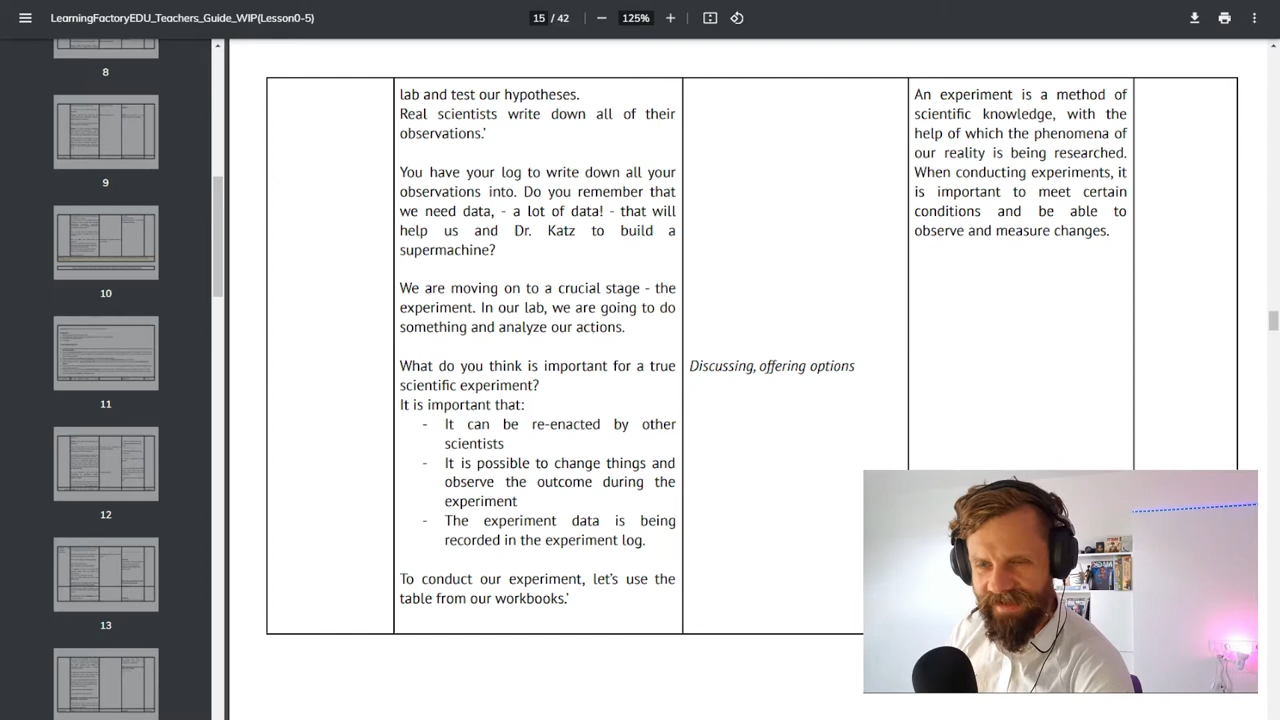 LearningFactoryEDU_Teachers_Guide_WIP(Lesson0-5)
15 / 42
125%
8
9
10
11
12
13
lab and test our hypotheses.
Real scientists write down all of their
observations.’
You have your log to write down all your
observations into. Do you remember that
we need data, - a lot of data! - that will
help us and Dr. Katz to build a
supermachine?
We are moving on to a crucial stage - the
experiment. In our lab, we are going to do
something and analyze our actions.
What do you think is important for a true
scientific experiment?
It is important that:
- It can be re-enacted by other
scientists
- It is possible to change things and
observe the outcome during the
experiment
- The experiment data is being
recorded in the experiment log.
To conduct our experiment, let’s use the
table from our workbooks.’
Discussing, offering options
An experiment is a method of
scientific knowledge, with the
help of which the phenomena of
our reality is being researched.
When conducting experiments, it
is important to meet certain
conditions and be able to
observe and measure changes.